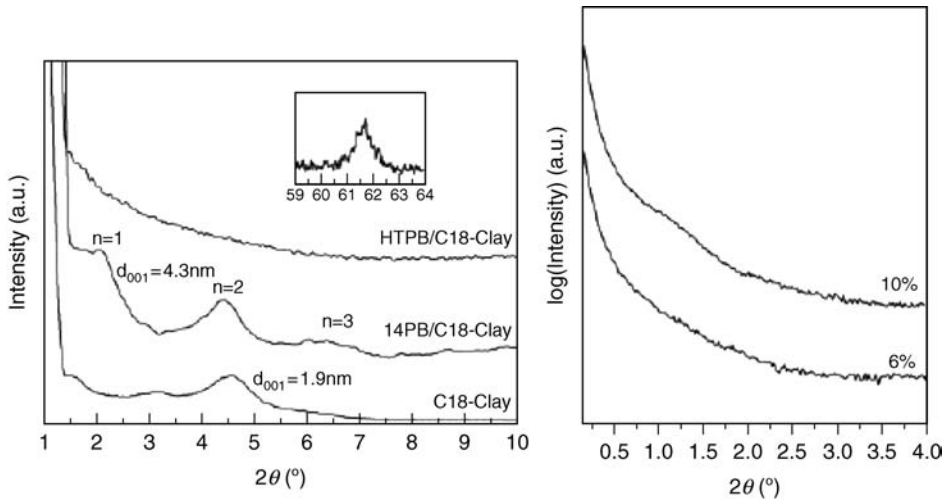 Intensity (a.u.)
59 60 61 62 63 64
HTPB/C18-Clay
n=1
d001=4.3nm
n=2
n=3
14PB/C18-Clay
d001=1.9nm
C18-Clay
1 2 3 4 5 6 7 8 9 10
2θ (º)
log(Intensity) (a.u.)
10%
6%
0.5 1.0 1.5 2.0 2.5 3.0 3.5 4.0
2θ (º)